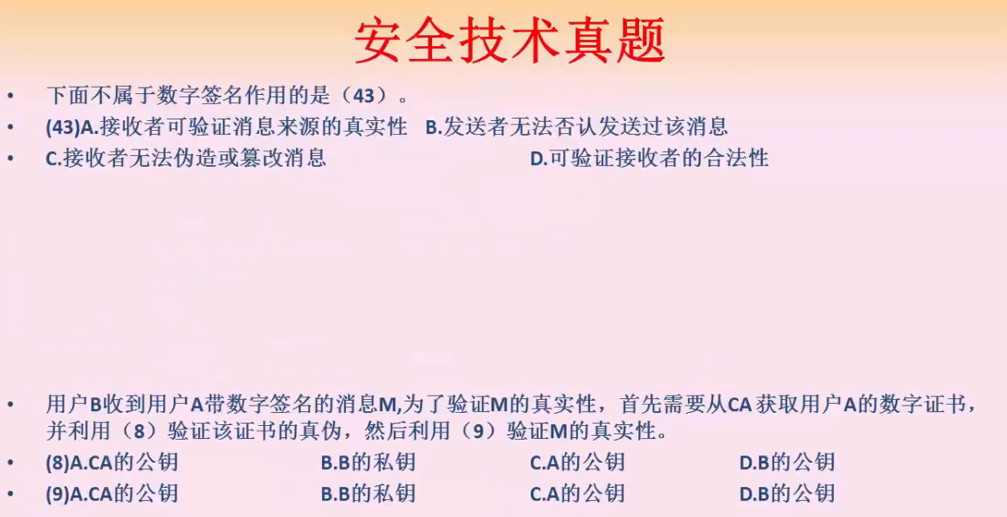 安全技术真题
• 下面不属于数字签名作用的是（43）。
• (43)A.接收者可验证消息来源的真实性 B.发送者无法否认发送过该消息
• C.接收者无法伪造或篡改消息 D.可验证接收者的合法性
• 用户B收到用户A带数字签名的消息M,为了验证M的真实性，首先需要从CA 获取用户A的数字证书，
并利用（8）验证该证书的真伪，然后利用（9）验证M的真实性。
• (8)A.CA的公钥 B.B的私钥 C.A的公钥 D.B的公钥
• (9)A.CA的公钥 B.B的私钥 C.A的公钥 D.B的公钥